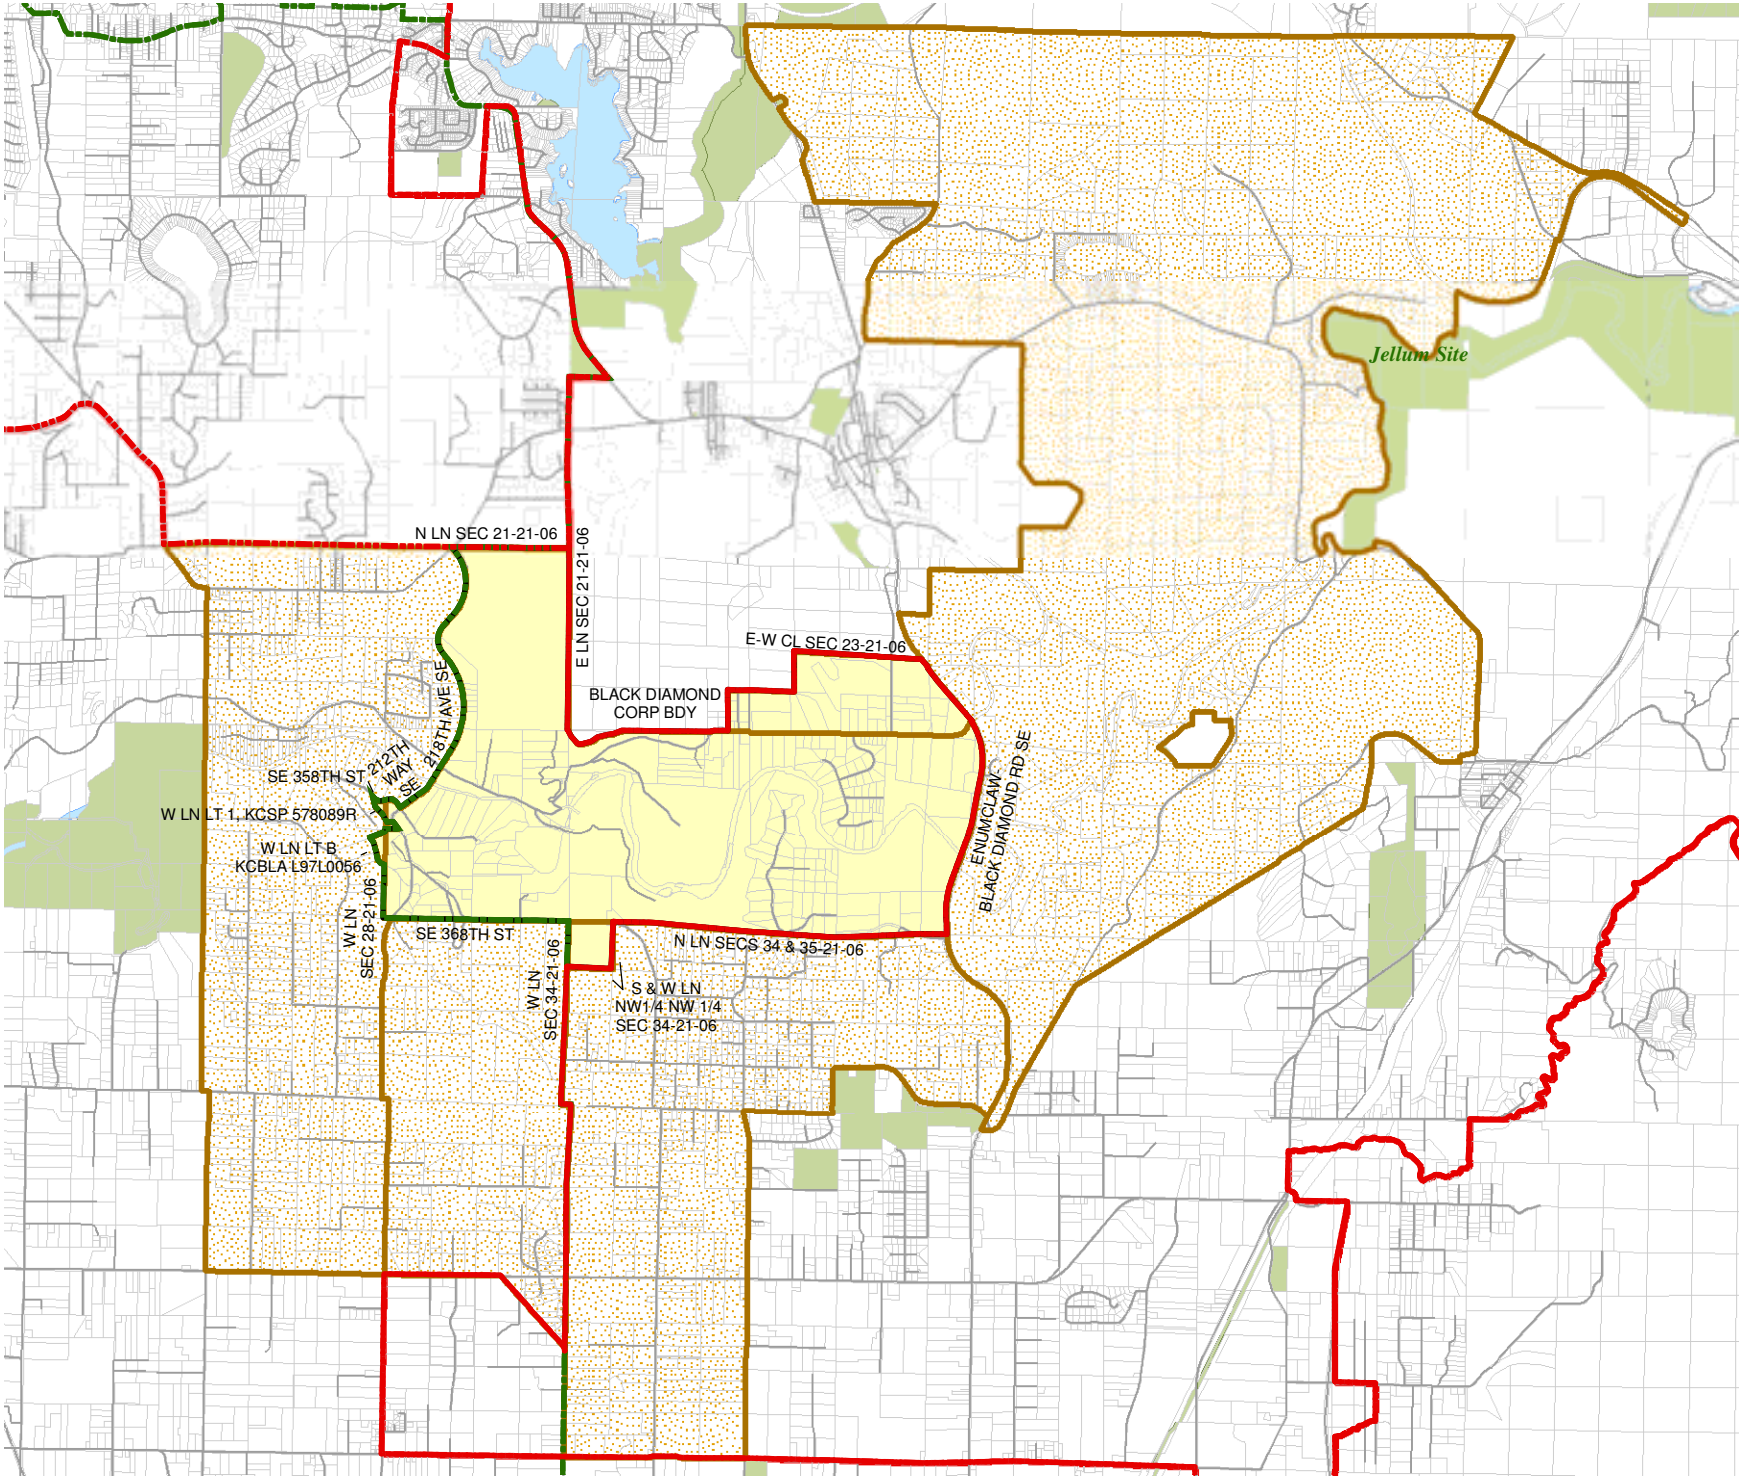 Jellum Site
N LN SEC 21-21-06
E LN SEC 21-21-06
E-W CL SEC 23-21-06
BLACK DIAMOND
CORP BDY
218TH AVE SE
212TH
WAY
SE
SE 358TH ST
W LN LT 1, KCSP 578089R
W LN LT B
KCBLA L97L0056
W LN
SEC 28-21-06
SE 368TH ST
W LN
SEC 34-21-06
N LN SECS 34 & 35-21-06
S & W LN
NW1/4 NW 1/4
SEC 34-21-06
ENUMCLAW
BLACK DIAMOND RD SE